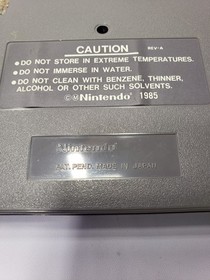 CAUTION
REV-A
• DO NOT STORE IN EXTREME TEMPERATURES.
• DO NOT IMMERSE IN WATER.
• DO NOT CLEAN WITH BENZENE, THINNER,
ALCOHOL OR OTHER SUCH SOLVENTS.
©Ⓜ Nintendo® 1985
Nintendo®
PAT. PEND. MADE IN JAPAN